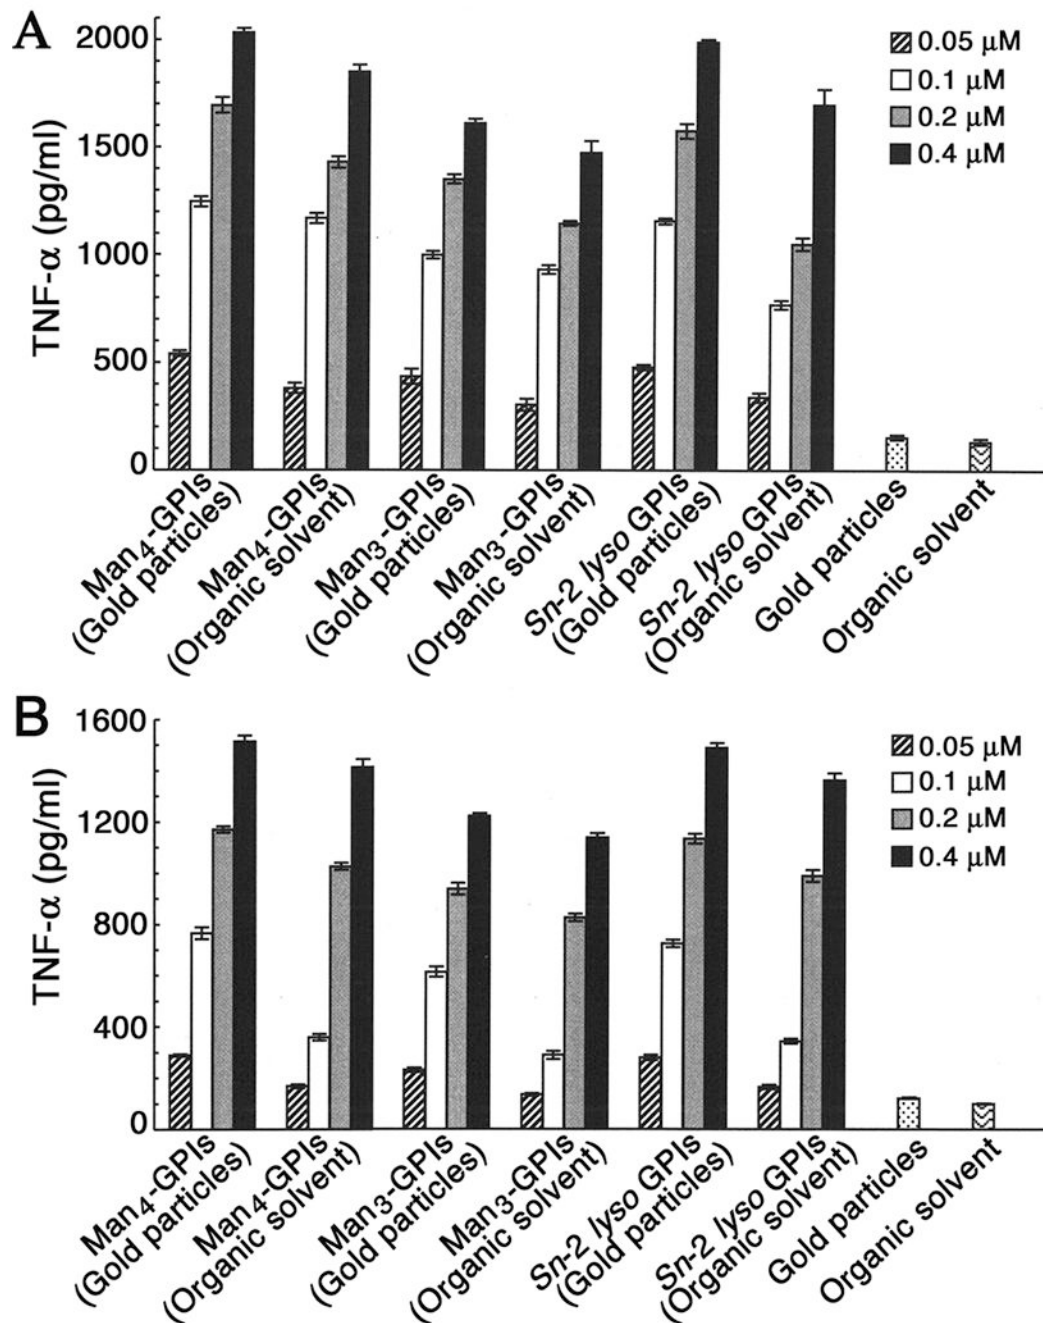 A
TNF-α (pg/ml)
2000
1500
1000
500
0
0.05 μM
0.1 μM
0.2 μM
0.4 μM
Man₄-GPIs
(Gold particles)
Man₄-GPIs
(Organic solvent)
Man₃-GPIs
(Gold particles)
Man₃-GPIs
(Organic solvent)
Sn-2 lyso GPIs
(Gold particles)
Sn-2 lyso GPIs
(Organic solvent)
Gold particles
Organic solvent
B
TNF-α (pg/ml)
1600
1200
800
400
0
0.05 μM
0.1 μM
0.2 μM
0.4 μM
Man₄-GPIs
(Gold particles)
Man₄-GPIs
(Organic solvent)
Man₃-GPIs
(Gold particles)
Man₃-GPIs
(Organic solvent)
Sn-2 lyso GPIs
(Gold particles)
Sn-2 lyso GPIs
(Organic solvent)
Gold particles
Organic solvent